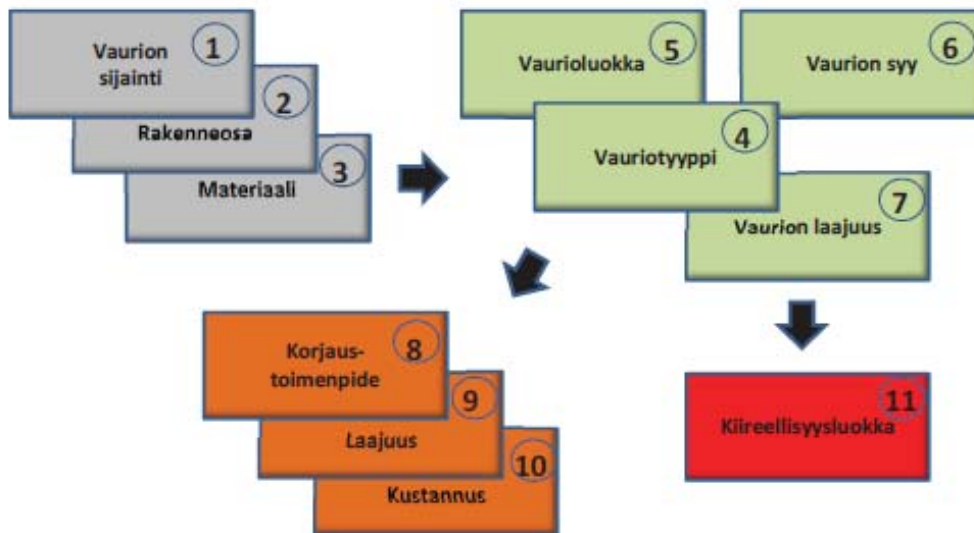 Vaurion
sijainti
1
Rakenneosa
2
Materiaali
3
Vaurioluokka
5
Vaurion syy
6
Vauriotyyppi
4
Vaurion laajuus
7
Korjaus-
toimenpide
8
Laajuus
9
Kustannus
10
Kiireellisyysluokka
11